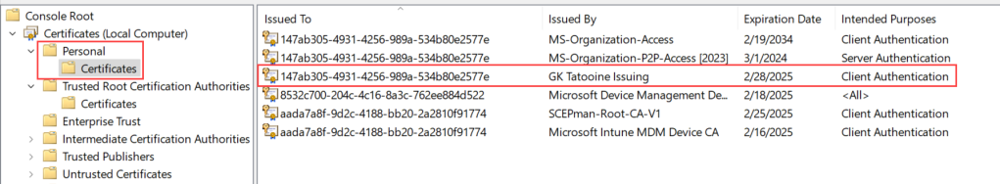 Console Root
Certificates (Local Computer)
Personal
Certificates
Trusted Root Certification Authorities
Certificates
Enterprise Trust
Intermediate Certification Authorities
Trusted Publishers
Untrusted Certificates
Issued To Issued By Expiration Date Intended Purposes
147ab305-4931-4256-989a-534b80e2577e MS-Organization-Access 2/19/2034 Client Authentication
147ab305-4931-4256-989a-534b80e2577e MS-Organization-P2P-Access [2023] 3/1/2024 Server Authentication
147ab305-4931-4256-989a-534b80e2577e GK Tatooine Issuing 2/28/2025 Client Authentication
8532c700-204c-4c16-8a3c-762ee884d522 Microsoft Device Management De... 2/18/2025 <All>
aada7a8f-9d2c-4188-bb20-2a2810f91774 SCEPman-Root-CA-V1 2/25/2025 Client Authentication
aada7a8f-9d2c-4188-bb20-2a2810f91774 Microsoft Intune MDM Device CA 2/16/2025 Client Authentication